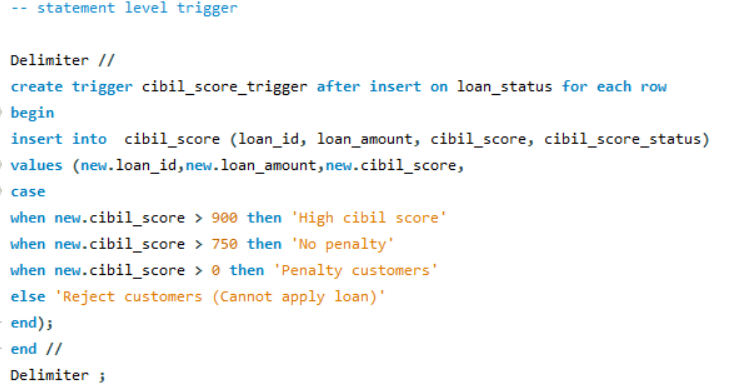 -- statement level trigger
Delimiter //
create trigger cibil_score_trigger after insert on loan_status for each row
begin
insert into  cibil_score (loan_id, loan_amount, cibil_score, cibil_score_status)
values (new.loan_id,new.loan_amount,new.cibil_score,
case
when new.cibil_score > 900 then 'High cibil score'
when new.cibil_score > 750 then 'No penalty'
when new.cibil_score > 0 then 'Penalty customers'
else 'Reject customers (Cannot apply loan)'
end);
end //
Delimiter ;